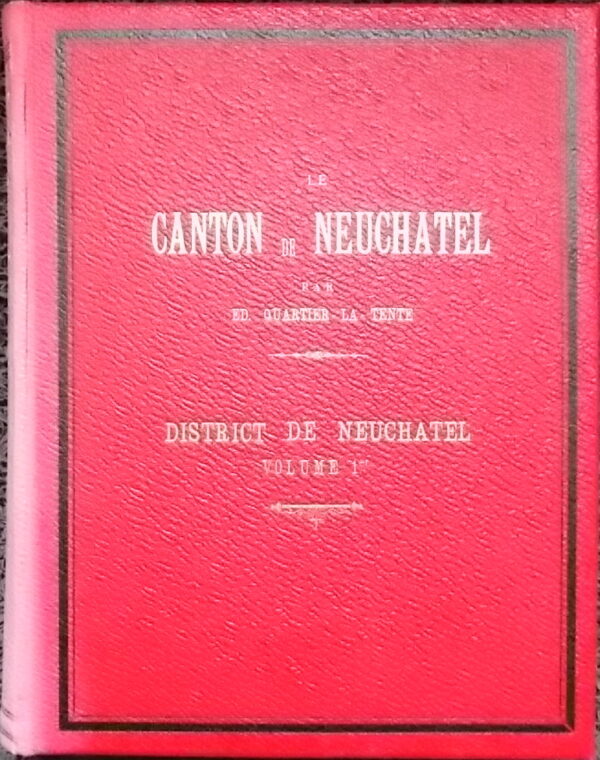 LE
CANTON DE NEUCHATEL
PAR
ED. QUARTIER LA TENTE
DISTRICT DE NEUCHATEL
VOLUME 1er